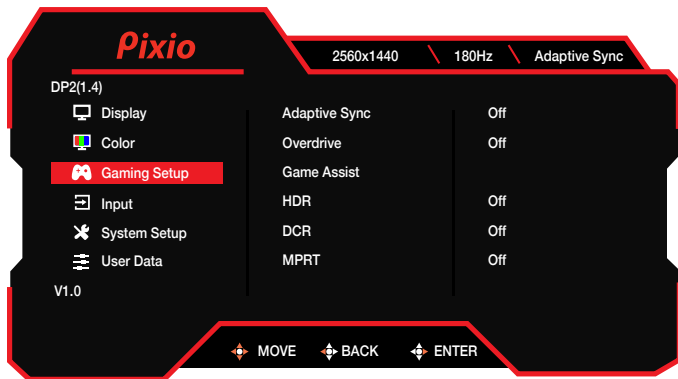 Pixio
2560x1440 \ 180Hz \ Adaptive Sync
DP2(1.4)
Display
Color
Gaming Setup
Input
System Setup
User Data
V1.0
Adaptive Sync Off
Overdrive Off
Game Assist
HDR Off
DCR Off
MPRT Off
MOVE BACK ENTER